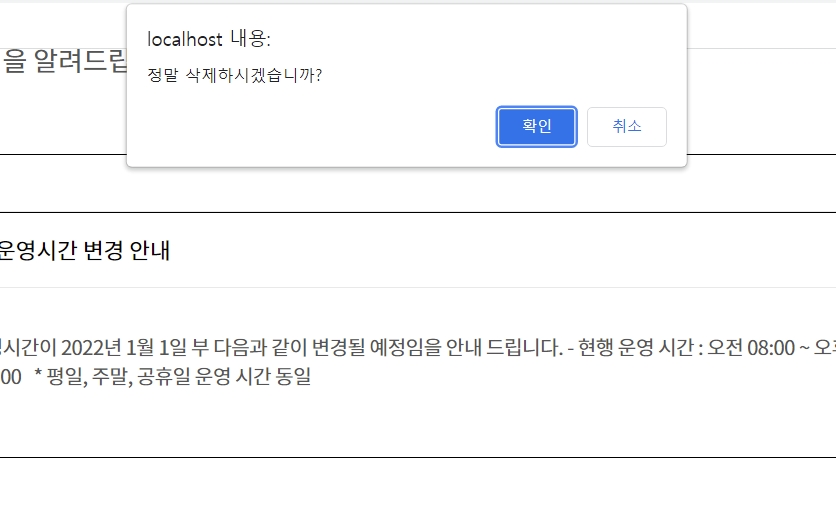 localhost 내용:
정말 삭제하시겠습니까?
확인 취소
을 알려드립
운영시간 변경 안내
시간이 2022년 1월 1일 부 다음과 같이 변경될 예정임을 안내 드립니다. - 현행 운영 시간 : 오전 08:00 ~ 오
00 * 평일, 주말, 공휴일 운영 시간 동일